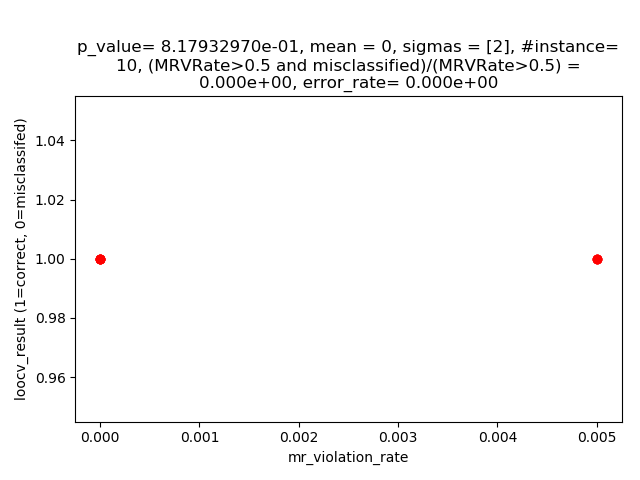 p_value= 8.17932970e-01, mean = 0, sigmas = [2], #instance=
10, (MRVRate>0.5 and misclassified)/(MRVRate>0.5) =
0.000e+00, error_rate= 0.000e+00
loocv_result (1=correct, 0=misclassifed)
1.04
1.02
1.00
0.98
0.96
0.000 0.001 0.002 0.003 0.004 0.005
mr_violation_rate